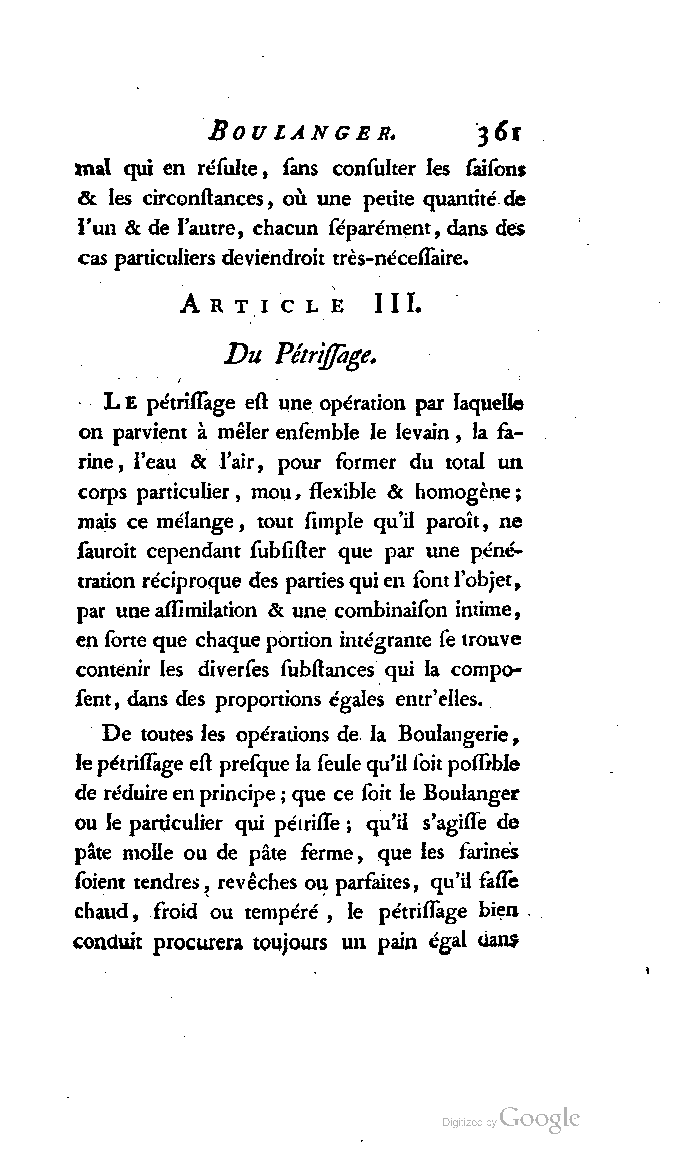 BOULANGER. 361
mal qui en réſulte, ſans conſulter les ſaiſons
& les circonſtances, où une petite quantité de
l'un & de l'autre, chacun ſéparément, dans des
cas particuliers deviendroit très-néceſſaire.
ARTICLE III.
Du Pétriſſage.
LE pétriſſage eſt une opération par laquelle
on parvient à mêler enſemble le levain, la fa-
rine, l'eau & l'air, pour former du total un
corps particulier, mou, flexible & homogène;
mais ce mélange, tout ſimple qu'il paroît, ne
ſauroit cependant ſubſiſter que par une péné-
tration réciproque des parties qui en ſont l'objet,
par une aſſimilation & une combinaiſon intime,
en ſorte que chaque portion intégrante ſe trouve
contenir les diverſes ſubſtances qui la compo-
ſent, dans des proportions égales entr'elles.
De toutes les opérations de la Boulangerie,
le pétriſſage eſt preſque la ſeule qu'il ſoit poſſible
de réduire en principe; que ce ſoit le Boulanger
ou le particulier qui pétriſſe; qu'il s'agiſſe de
pâte molle ou de pâte ferme, que les farines
ſoient tendres, revêches ou parfaites, qu'il faſſe
chaud, froid ou tempéré, le pétriſſage bien
conduit procurera toujours un pain égal dans
Digitized by Google